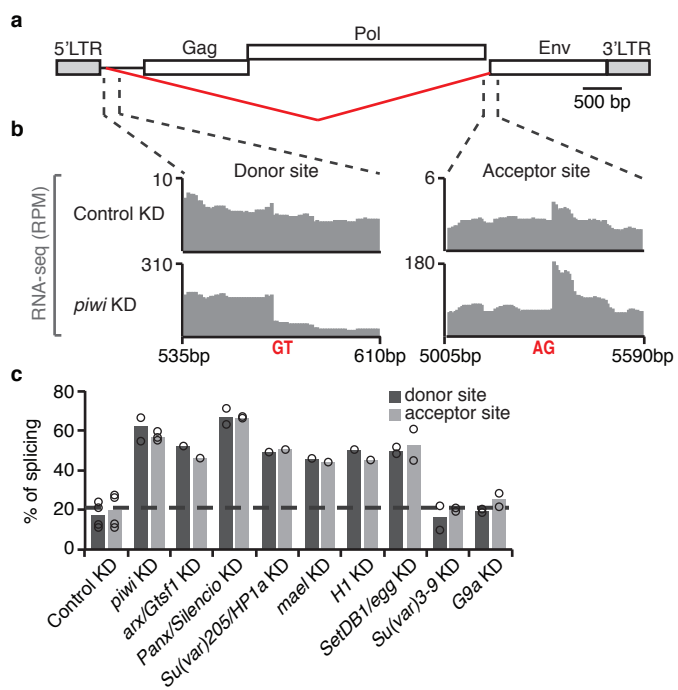 a
5'LTR Gag Pol Env 3'LTR
500 bp
b
Donor site Acceptor site
RNA-seq (RPM)
Control KD 10 6
piwi KD 310 180
GT AG
535bp 610bp 5005bp 5590bp
c
donor site
acceptor site
% of splicing
80
60
40
20
0
Control KD
piwi KD
arx/Gtsf1 KD
Panx/Silencio KD
Su(var)205/HP1a KD
mael KD
H1 KD
SetDB1/egg KD
Su(var)3-9 KD
G9a KD